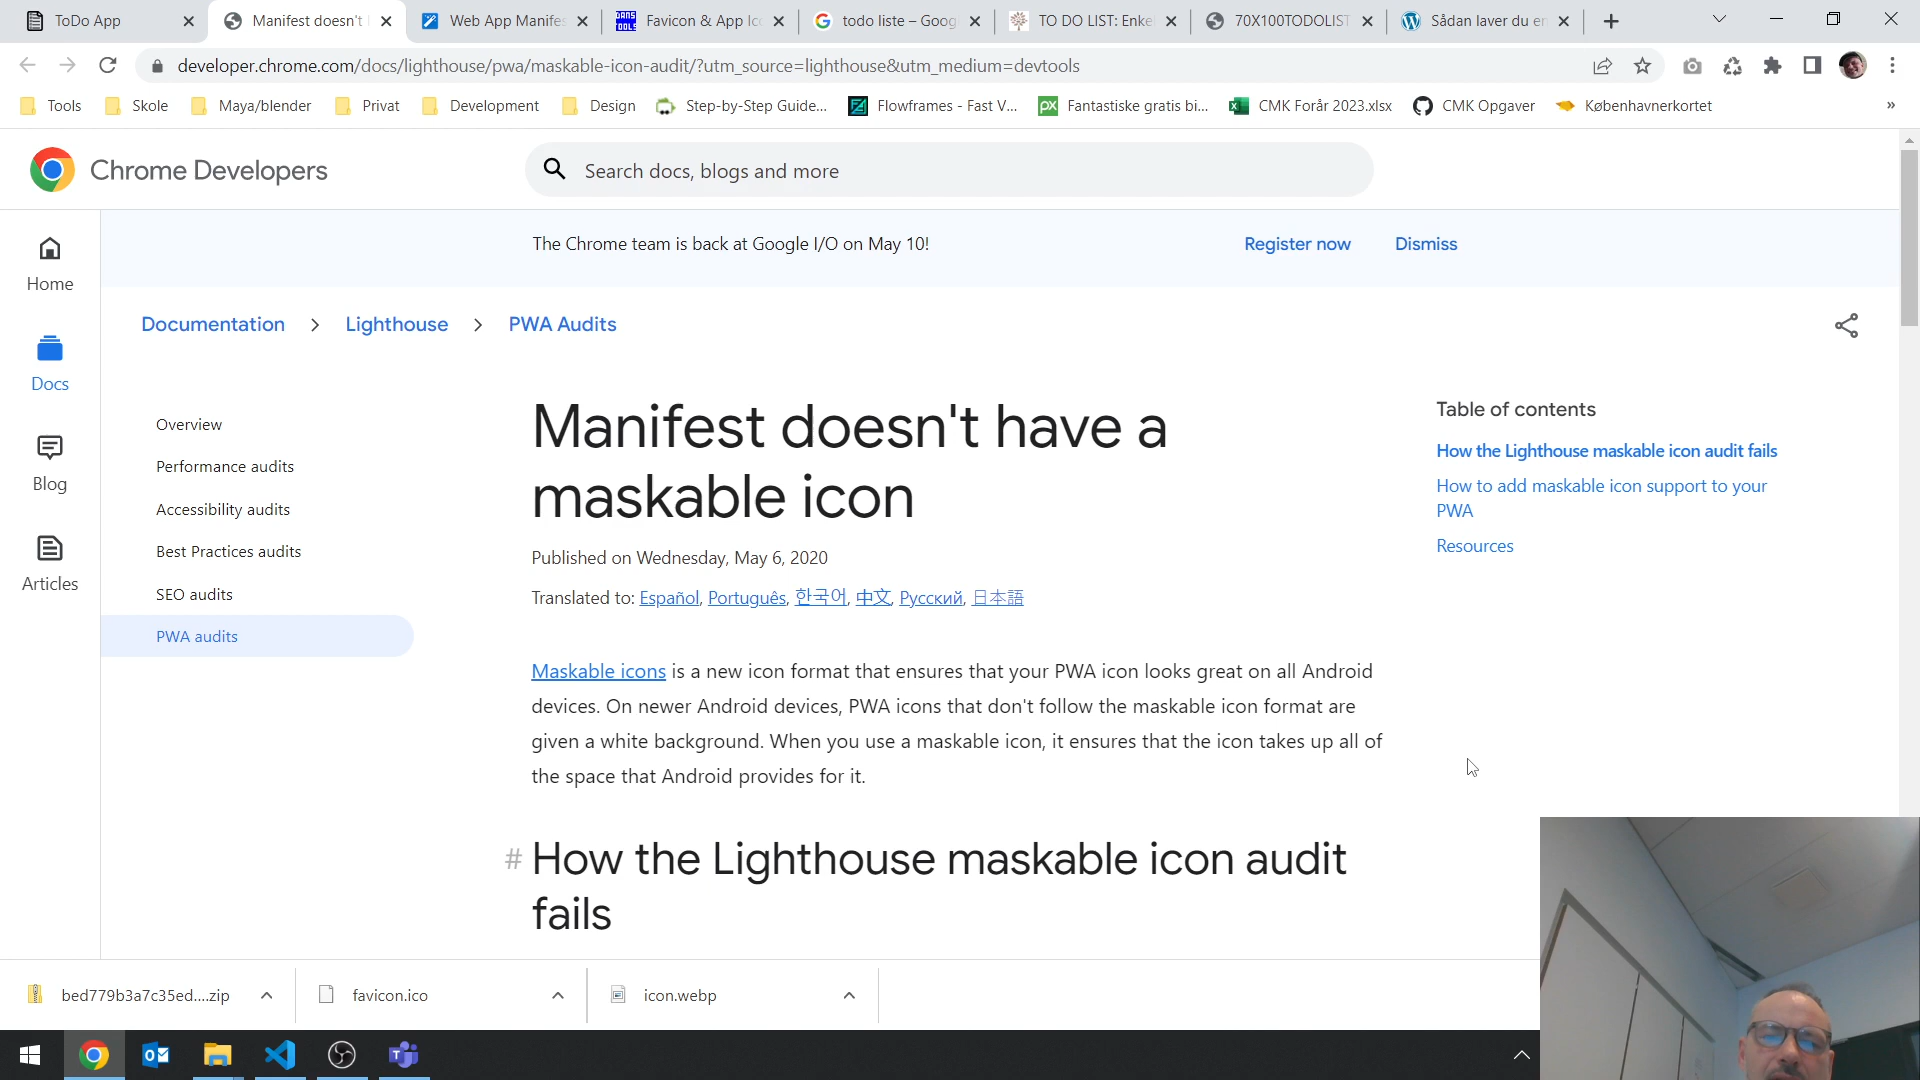 ToDo App
Manifest doesn't
Web App Manifes
Favicon & App Ic
todo liste – Goog
TO DO LIST: Enke
70X100TODOLIST
Sådan laver du en
developer.chrome.com/docs/lighthouse/pwa/maskable-icon-audit/?utm_source=lighthouse&utm_medium=devtools
Tools
Skole
Maya/blender
Privat
Development
Design
Step-by-Step Guide...
Flowframes - Fast V...
Fantastiske gratis bi...
CMK Forår 2023.xlsx
CMK Opgaver
Københavnerkortet
»
Chrome Developers
Search docs, blogs and more
The Chrome team is back at Google I/O on May 10!
Register now
Dismiss
Home
Docs
Blog
Articles
Documentation > Lighthouse > PWA Audits
Overview
Performance audits
Accessibility audits
Best Practices audits
SEO audits
PWA audits
Manifest doesn't have a
maskable icon
Published on Wednesday, May 6, 2020
Translated to: Español, Português, 한국어, 中文, Русский, 日本語
Maskable icons is a new icon format that ensures that your PWA icon looks great on all Android
devices. On newer Android devices, PWA icons that don't follow the maskable icon format are
given a white background. When you use a maskable icon, it ensures that the icon takes up all of
the space that Android provides for it.
# How the Lighthouse maskable icon audit
fails
Table of contents
How the Lighthouse maskable icon audit fails
How to add maskable icon support to your
PWA
Resources
bed779b3a7c35ed....zip
favicon.ico
icon.webp